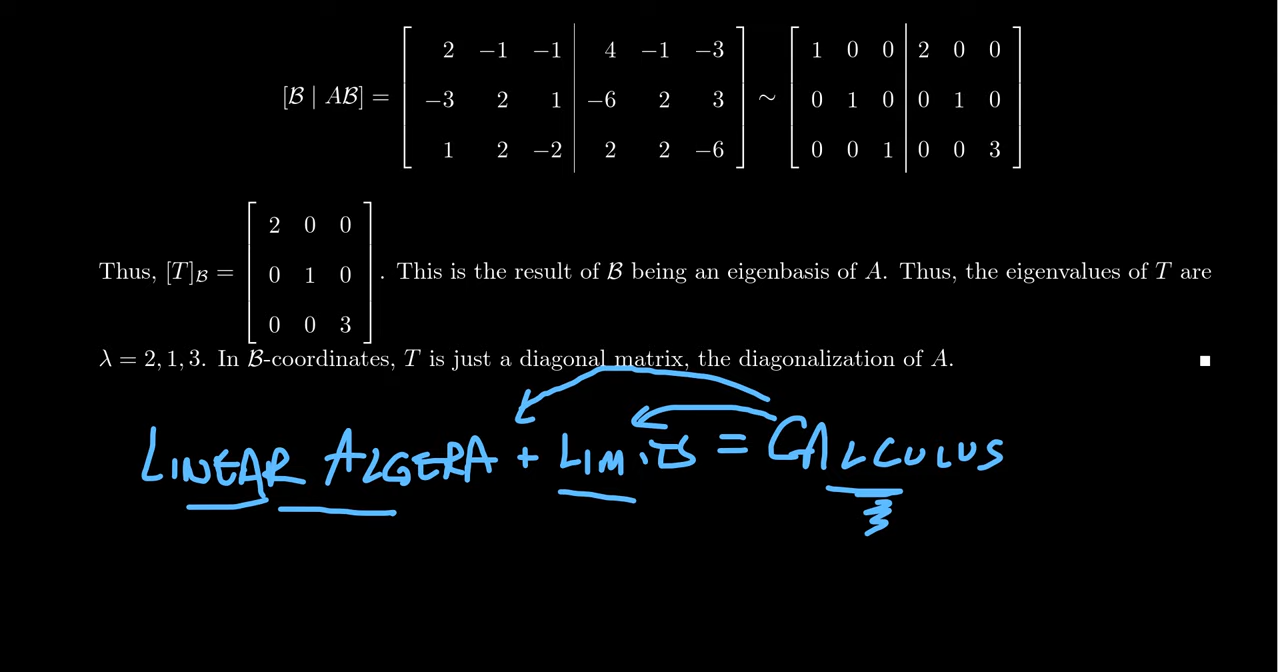 [ℬ | Aℬ] = [ 2 −1 −1 | 4 −1 −3 ] ~ [ 1 0 0 | 2 0 0 ]
[ −3 2 1 | −6 2 3 ] [ 0 1 0 | 0 1 0 ]
[ 1 2 −2 | 2 2 −6 ] [ 0 0 1 | 0 0 3 ]
2 0 0
Thus, [T]ℬ = [ 0 1 0 ]. This is the result of ℬ being an eigenbasis of A. Thus, the eigenvalues of T are
0 0 3
λ = 2, 1, 3. In ℬ-coordinates, T is just a diagonal matrix, the diagonalization of A. ■
LINEAR ALGERA + LIMITS = CALCULUS